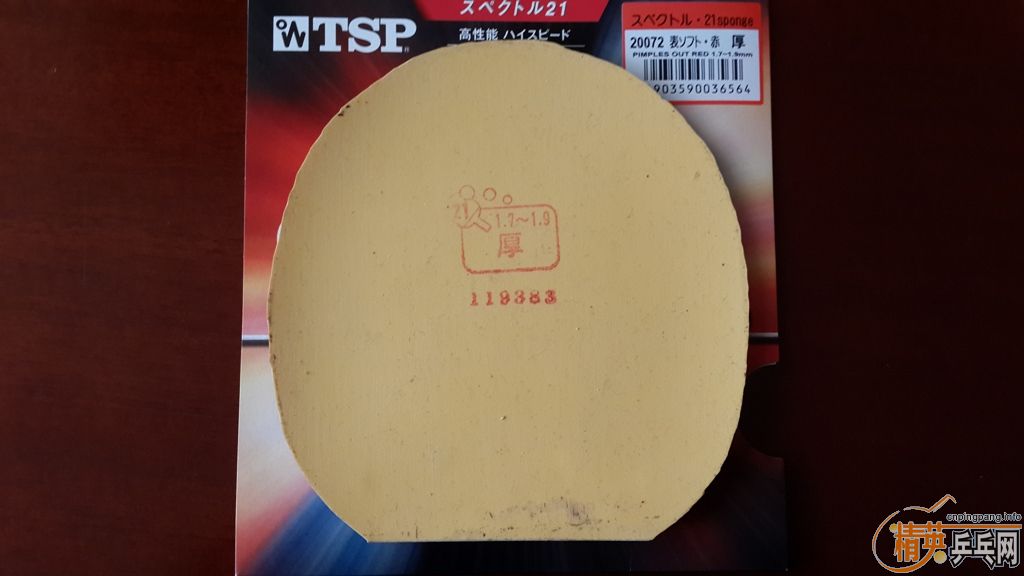 スペクトル21
TSP
高性能 ハイスピード
スペクトル・21sponge
20072 表ソフト・赤 厚
PIMPLES OUT RED 1.7~1.9mm
903590036564
21
1.7~1.9
厚
119383
cnpingpang.info
精英乒乓网